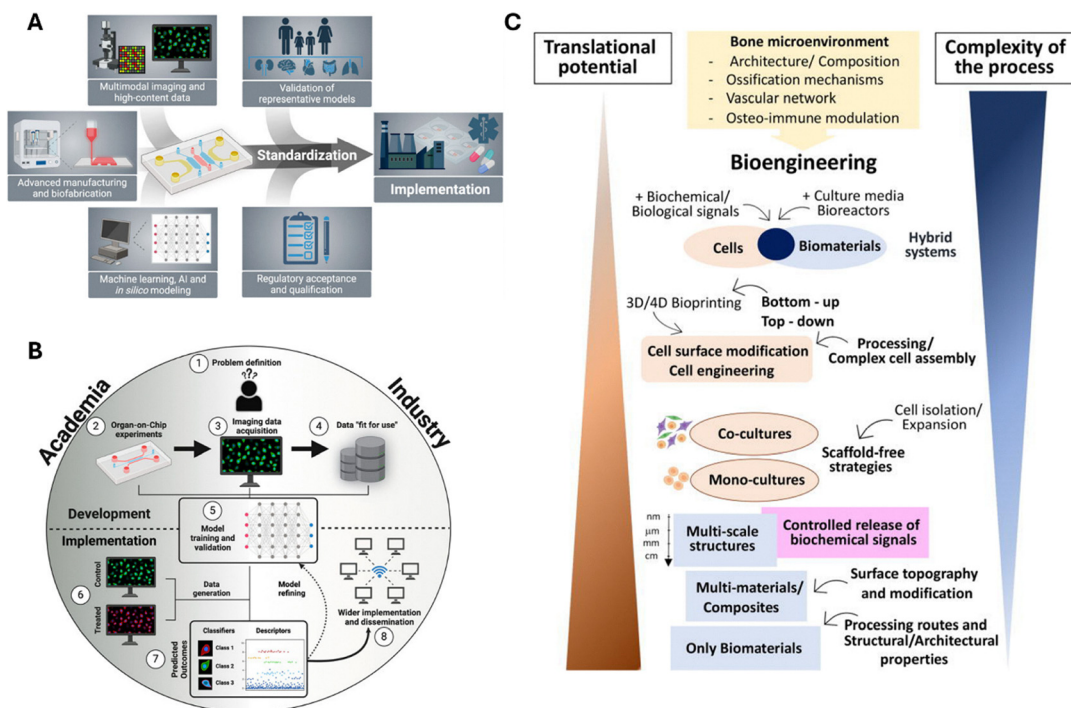 A
Multimodal imaging and
high-content data
Validation of
representative models
Advanced manufacturing
and biofabrication
Standardization
Implementation
Machine learning, AI and
in silico modeling
Regulatory acceptance
and qualification
B
Academia
Industry
1
Problem definition
?
??
2
Organ-on-Chip
experiments
3
Imaging data
acquisition
4
Data "fit for use"
Development
Implementation
5
Model
training and
validation
6
Control
Treated
Data
generation
Model
refining
Wider implementation
and dissemination
8
7
Predicted
Outcomes
Classifiers
Descriptors
Class 1
Class 2
Class 3
C
Translational
potential
Bone microenvironment
- Architecture/ Composition
- Ossification mechanisms
- Vascular network
- Osteo-immune modulation
Complexity of
the process
Bioengineering
+ Biochemical/
Biological signals
+ Culture media
Bioreactors
Cells
Biomaterials
Hybrid
systems
3D/4D Bioprinting
Bottom - up
Top - down
Processing/
Complex cell assembly
Cell surface modification
Cell engineering
Cell isolation/
Expansion
Co-cultures
Scaffold-free
strategies
Mono-cultures
nm
µm
mm
cm
Multi-scale
structures
Controlled release of
biochemical signals
Multi-materials/
Composites
Surface topography
and modification
Only Biomaterials
Processing routes and
Structural/Architectural
properties